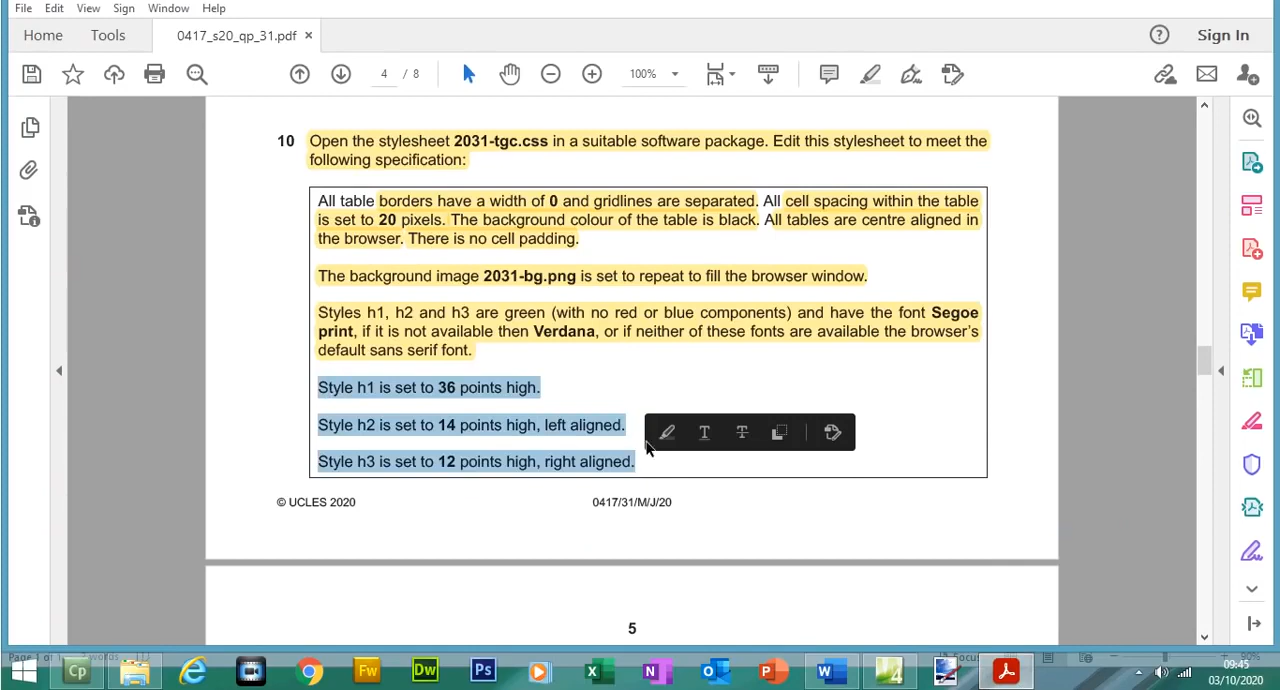 File Edit View Sign Window Help
Home Tools 0417_s20_qp_31.pdf × Sign In
4 / 8 100%
10 Open the stylesheet 2031-tgc.css in a suitable software package. Edit this stylesheet to meet the
following specification:
All table borders have a width of 0 and gridlines are separated. All cell spacing within the table
is set to 20 pixels. The background colour of the table is black. All tables are centre aligned in
the browser. There is no cell padding.
The background image 2031-bg.png is set to repeat to fill the browser window.
Styles h1, h2 and h3 are green (with no red or blue components) and have the font Segoe
print, if it is not available then Verdana, or if neither of these fonts are available the browser's
default sans serif font.
Style h1 is set to 36 points high.
Style h2 is set to 14 points high, left aligned.
Style h3 is set to 12 points high, right aligned.
© UCLES 2020 0417/31/M/J/20
5
90%
Cp Fw Dw Ps 4
09:45
03/10/2020